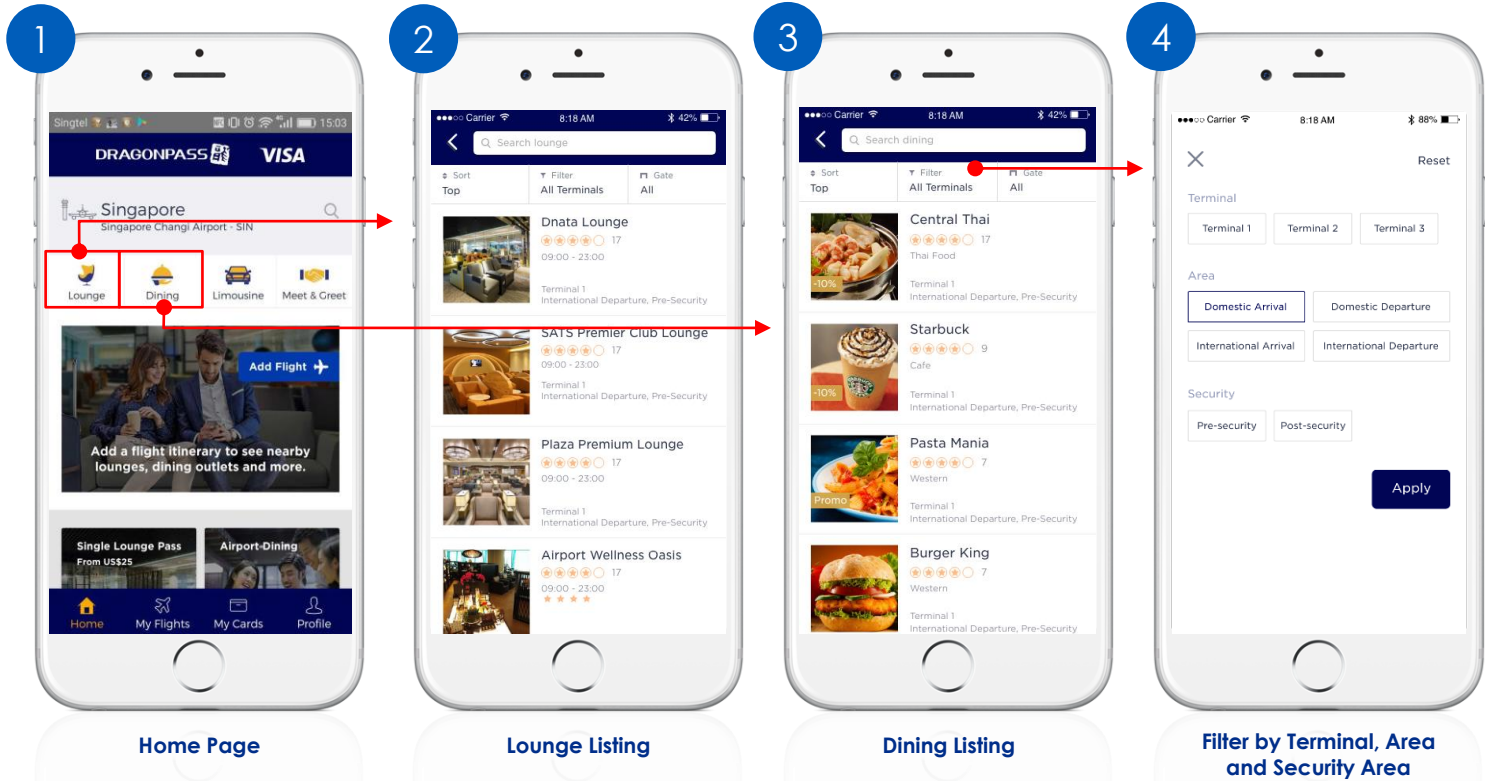 1
Singtel
15:03
DRAGONPASS VISA
Singapore
Singapore Changi Airport - SIN
Lounge
Dining
Limousine
Meet & Greet
Add Flight
Add a flight itinerary to see nearby
lounges, dining outlets and more.
Single Lounge Pass
From US$25
Airport-Dining
Home
My Flights
My Cards
Profile
Home Page
2
Carrier
8:18 AM
42%
Search lounge
Sort
Top
Filter
All Terminals
Gate
All
Dnata Lounge
17
09:00 - 23:00
Terminal 1
International Departure, Pre-Security
SATS Premier Club Lounge
17
09:00 - 23:00
Terminal 1
International Departure, Pre-Security
Plaza Premium Lounge
17
09:00 - 23:00
Terminal 1
International Departure, Pre-Security
Airport Wellness Oasis
17
09:00 - 23:00
Lounge Listing
3
Carrier
8:18 AM
42%
Search dining
Sort
Top
Filter
All Terminals
Gate
All
Central Thai
17
Thai Food
-10%
Terminal 1
International Departure, Pre-Security
Starbuck
9
Cafe
-10%
Terminal 1
International Departure, Pre-Security
Pasta Mania
7
Western
Promo
Terminal 1
International Departure, Pre-Security
Burger King
7
Western
Terminal 1
International Departure, Pre-Security
Dining Listing
4
Carrier
8:18 AM
88%
Reset
Terminal
Terminal 1
Terminal 2
Terminal 3
Area
Domestic Arrival
Domestic Departure
International Arrival
International Departure
Security
Pre-security
Post-security
Apply
Filter by Terminal, Area
and Security Area